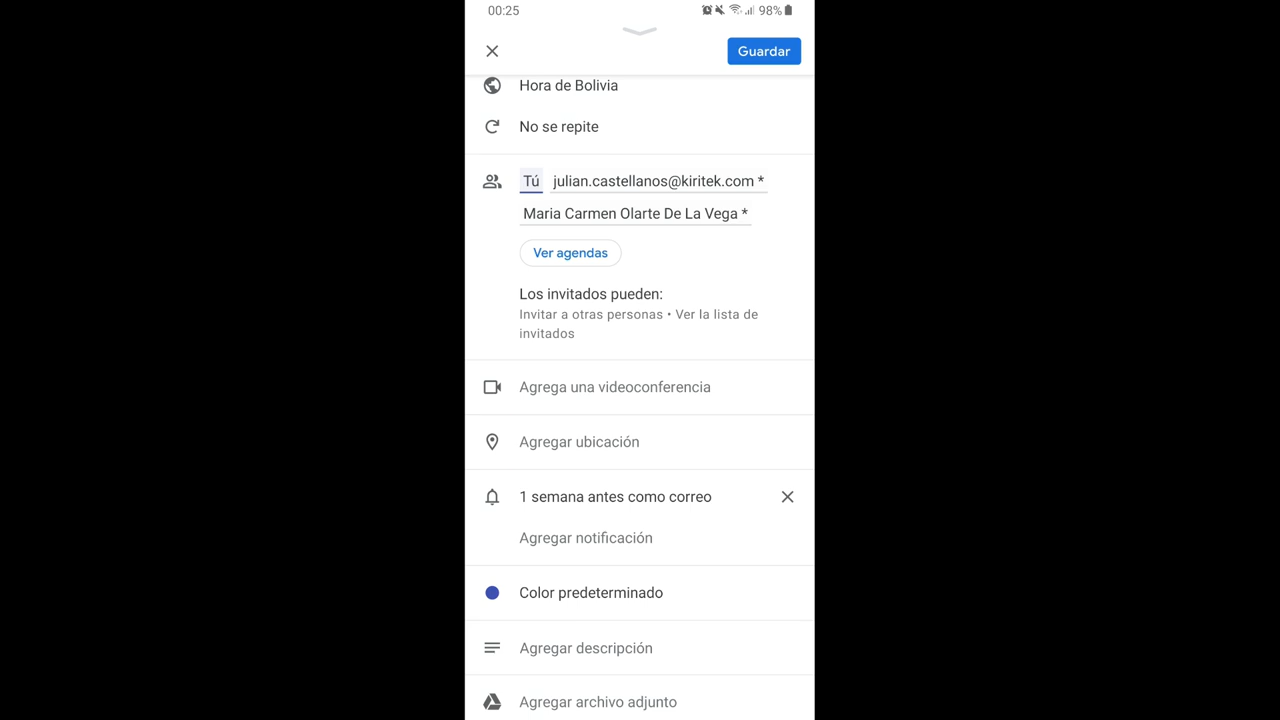 00:25 98%
Guardar
Hora de Bolivia
No se repite
Tú julian.castellanos@kiritek.com *
Maria Carmen Olarte De La Vega *
Ver agendas
Los invitados pueden:
Invitar a otras personas • Ver la lista de
invitados
Agrega una videoconferencia
Agregar ubicación
1 semana antes como correo
Agregar notificación
Color predeterminado
Agregar descripción
Agregar archivo adjunto